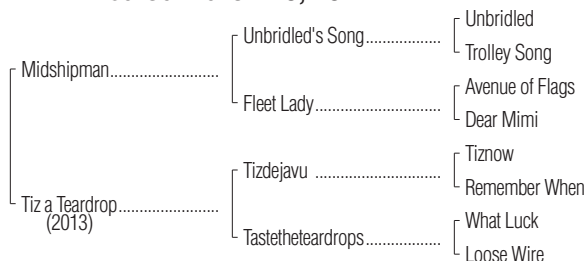 Unbridled
Unbridled's Song
Trolley Song
Midshipman
Avenue of Flags
Fleet Lady
Dear Mimi
Tiznow
Tizdejavu
Remember When
Tiz a Teardrop
(2013)
What Luck
Tastetheteardrops
Loose Wire